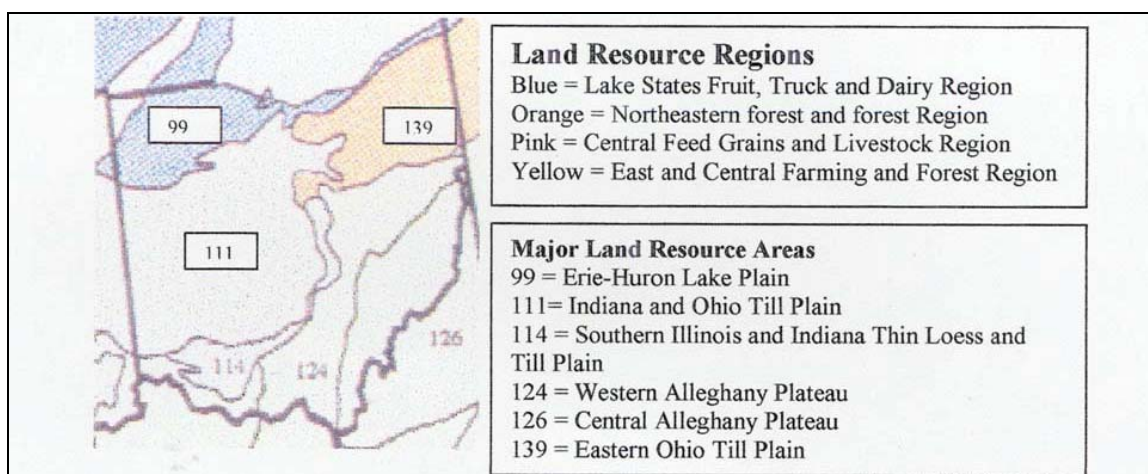 99
139
111
114
124
126
Land Resource Regions
Blue = Lake States Fruit, Truck and Dairy Region
Orange = Northeastern forest and forest Region
Pink = Central Feed Grains and Livestock Region
Yellow = East and Central Farming and Forest Region
Major Land Resource Areas
99 = Erie-Huron Lake Plain
111= Indiana and Ohio Till Plain
114 = Southern Illinois and Indiana Thin Loess and
Till Plain
124 = Western Alleghany Plateau
126 = Central Alleghany Plateau
139 = Eastern Ohio Till Plain